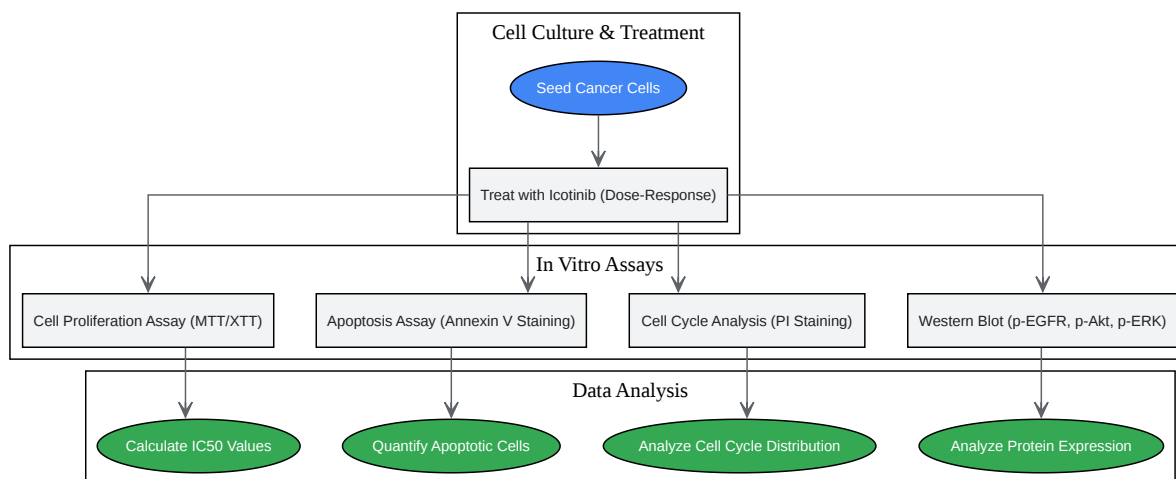 Cell Culture & Treatment
Seed Cancer Cells
Treat with Icotinib (Dose-Response)
In Vitro Assays
Cell Proliferation Assay (MTT/XTT)
Apoptosis Assay (Annexin V Staining)
Cell Cycle Analysis (PI Staining)
Western Blot (p-EGFR, p-Akt, p-ERK)
Data Analysis
Calculate IC50 Values
Quantify Apoptotic Cells
Analyze Cell Cycle Distribution
Analyze Protein Expression